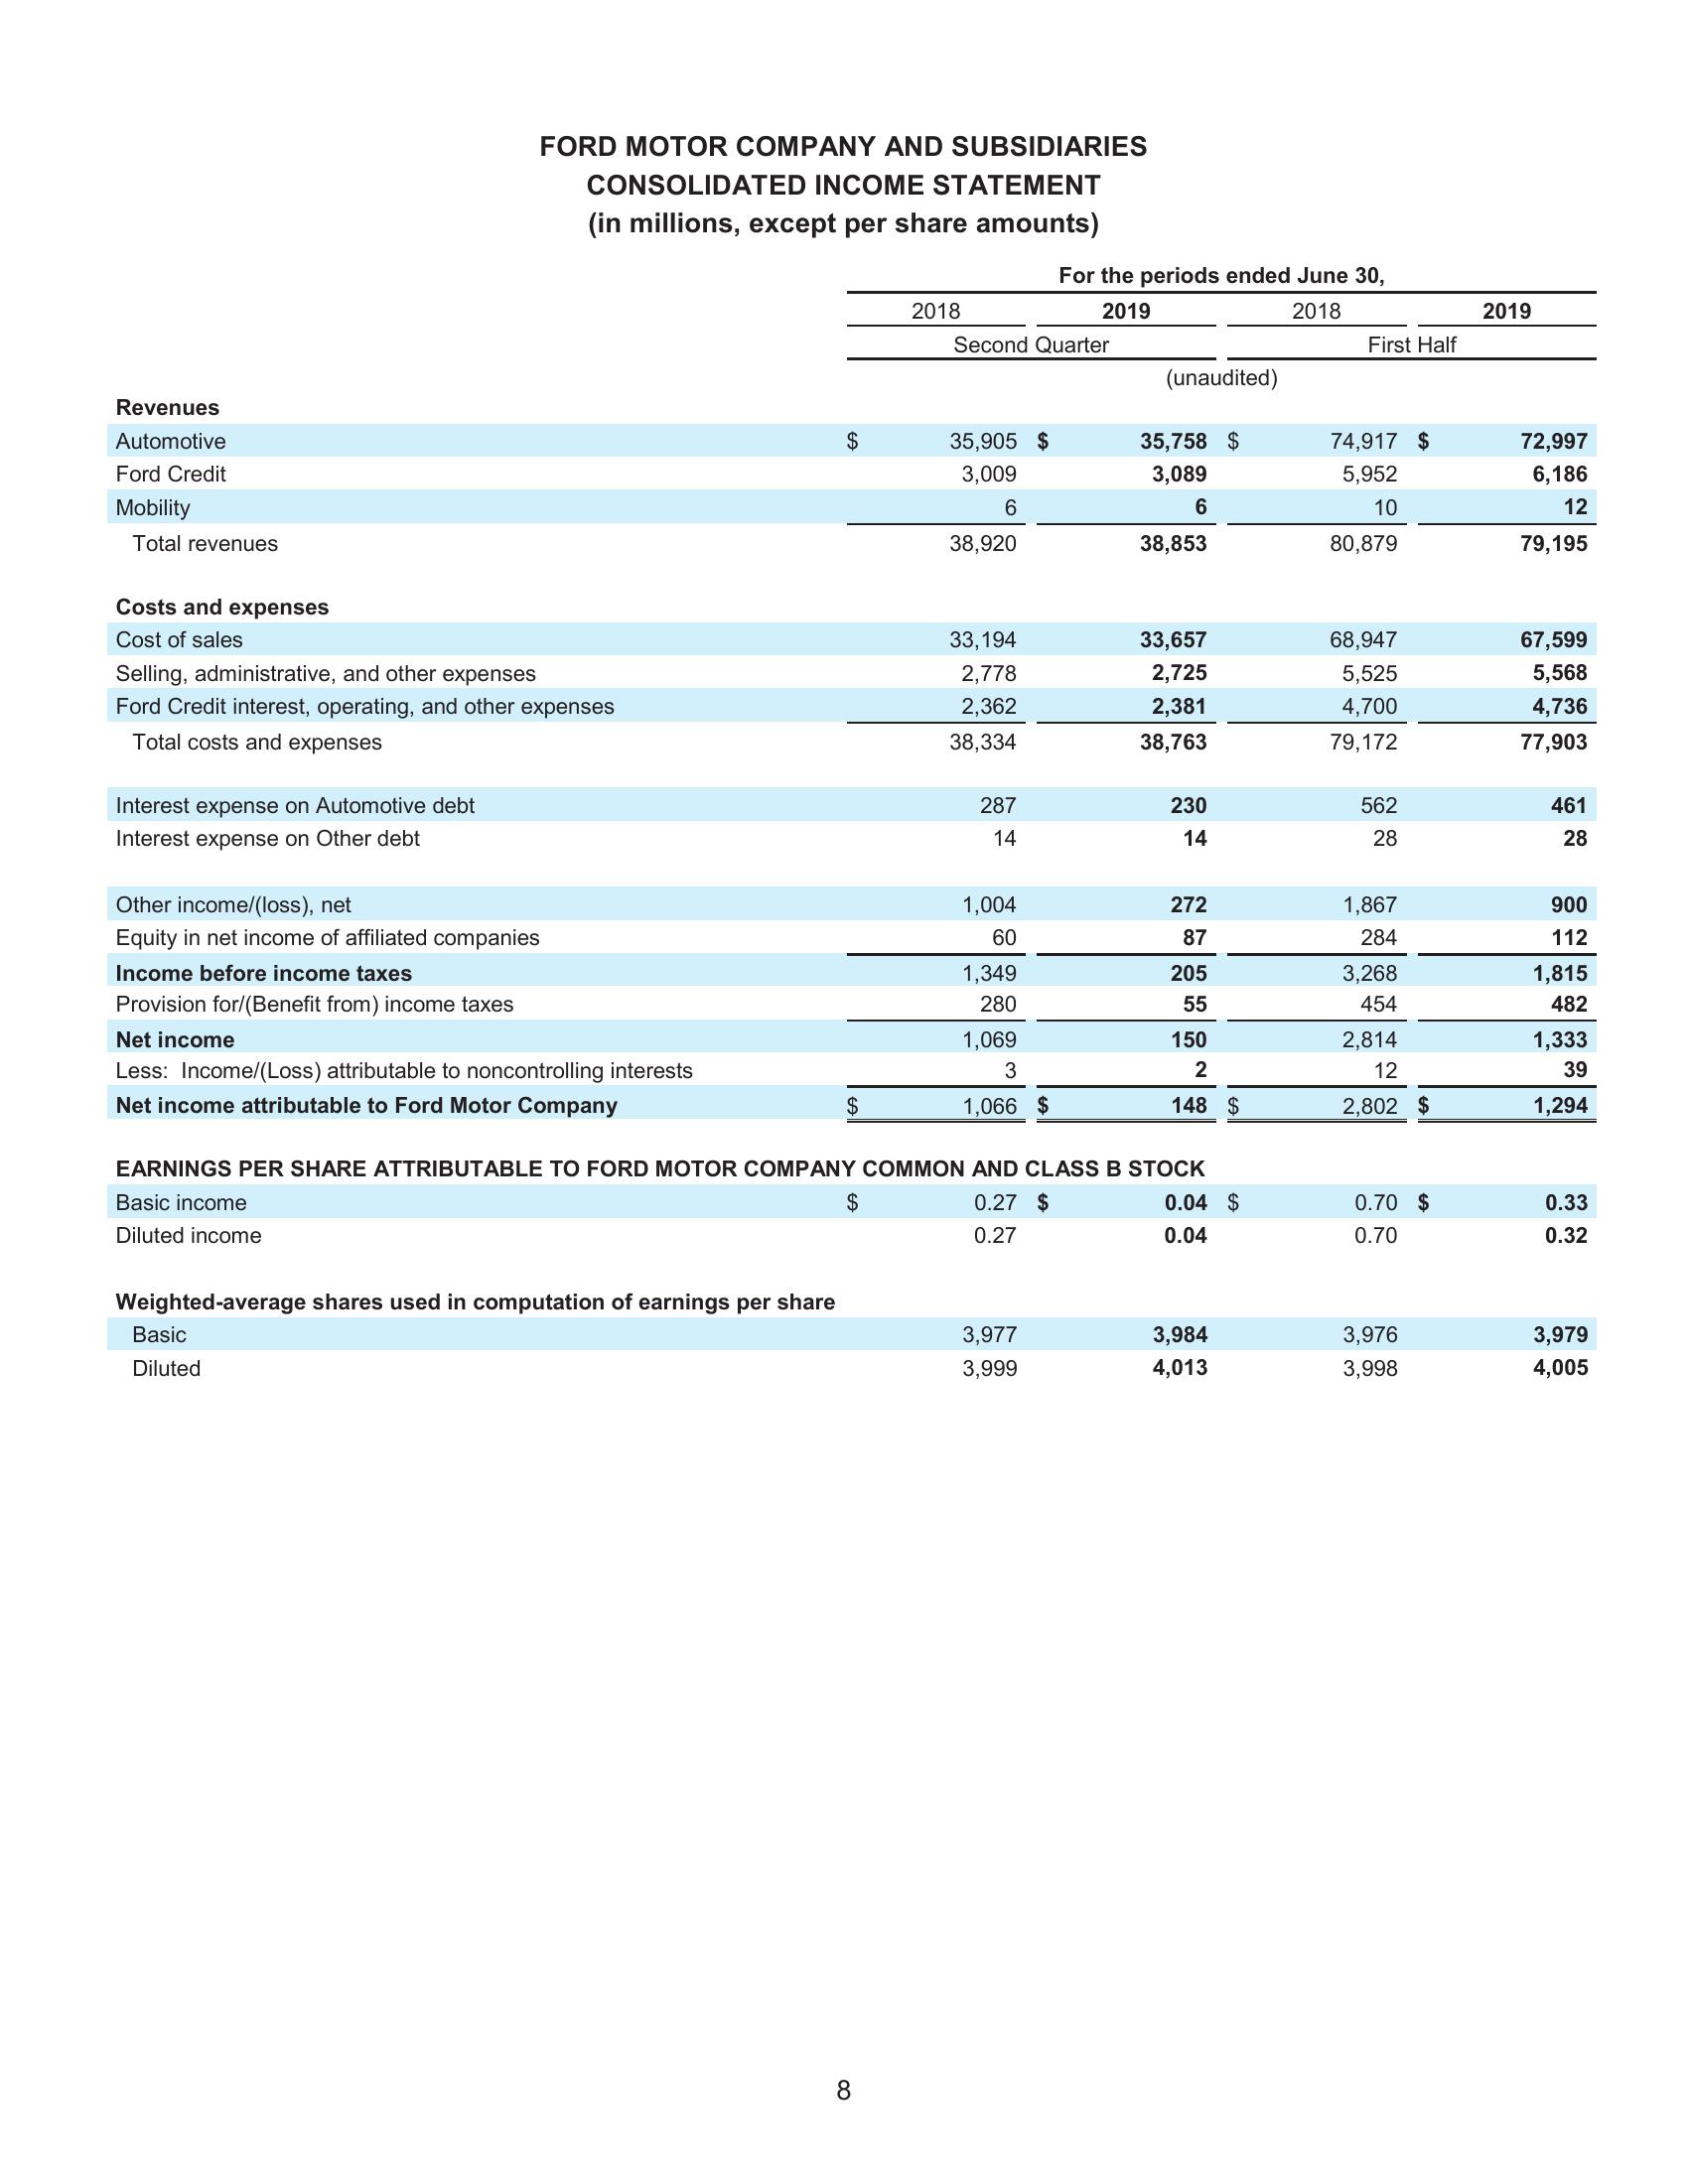 FORD MOTOR COMPANY AND SUBSIDIARIES
CONSOLIDATED INCOME STATEMENT
(in millions, except per share amounts)
For the periods ended June 30,
2018 2019 2018 2019
Second Quarter First Half
(unaudited)
Revenues
Automotive $ 35,905 $ 35,758 $ 74,917 $ 72,997
Ford Credit 3,009 3,089 5,952 6,186
Mobility 6 6 10 12
Total revenues 38,920 38,853 80,879 79,195
Costs and expenses
Cost of sales 33,194 33,657 68,947 67,599
Selling, administrative, and other expenses 2,778 2,725 5,525 5,568
Ford Credit interest, operating, and other expenses 2,362 2,381 4,700 4,736
Total costs and expenses 38,334 38,763 79,172 77,903
Interest expense on Automotive debt 287 230 562 461
Interest expense on Other debt 14 14 28 28
Other income/(loss), net 1,004 272 1,867 900
Equity in net income of affiliated companies 60 87 284 112
Income before income taxes 1,349 205 3,268 1,815
Provision for/(Benefit from) income taxes 280 55 454 482
Net income 1,069 150 2,814 1,333
Less:  Income/(Loss) attributable to noncontrolling interests 3 2 12 39
Net income attributable to Ford Motor Company $ 1,066 $ 148 $ 2,802 $ 1,294
EARNINGS PER SHARE ATTRIBUTABLE TO FORD MOTOR COMPANY COMMON AND CLASS B STOCK
Basic income $ 0.27 $ 0.04 $ 0.70 $ 0.33
Diluted income 0.27 0.04 0.70 0.32
Weighted-average shares used in computation of earnings per share
Basic 3,977 3,984 3,976 3,979
Diluted 3,999 4,013 3,998 4,005
8